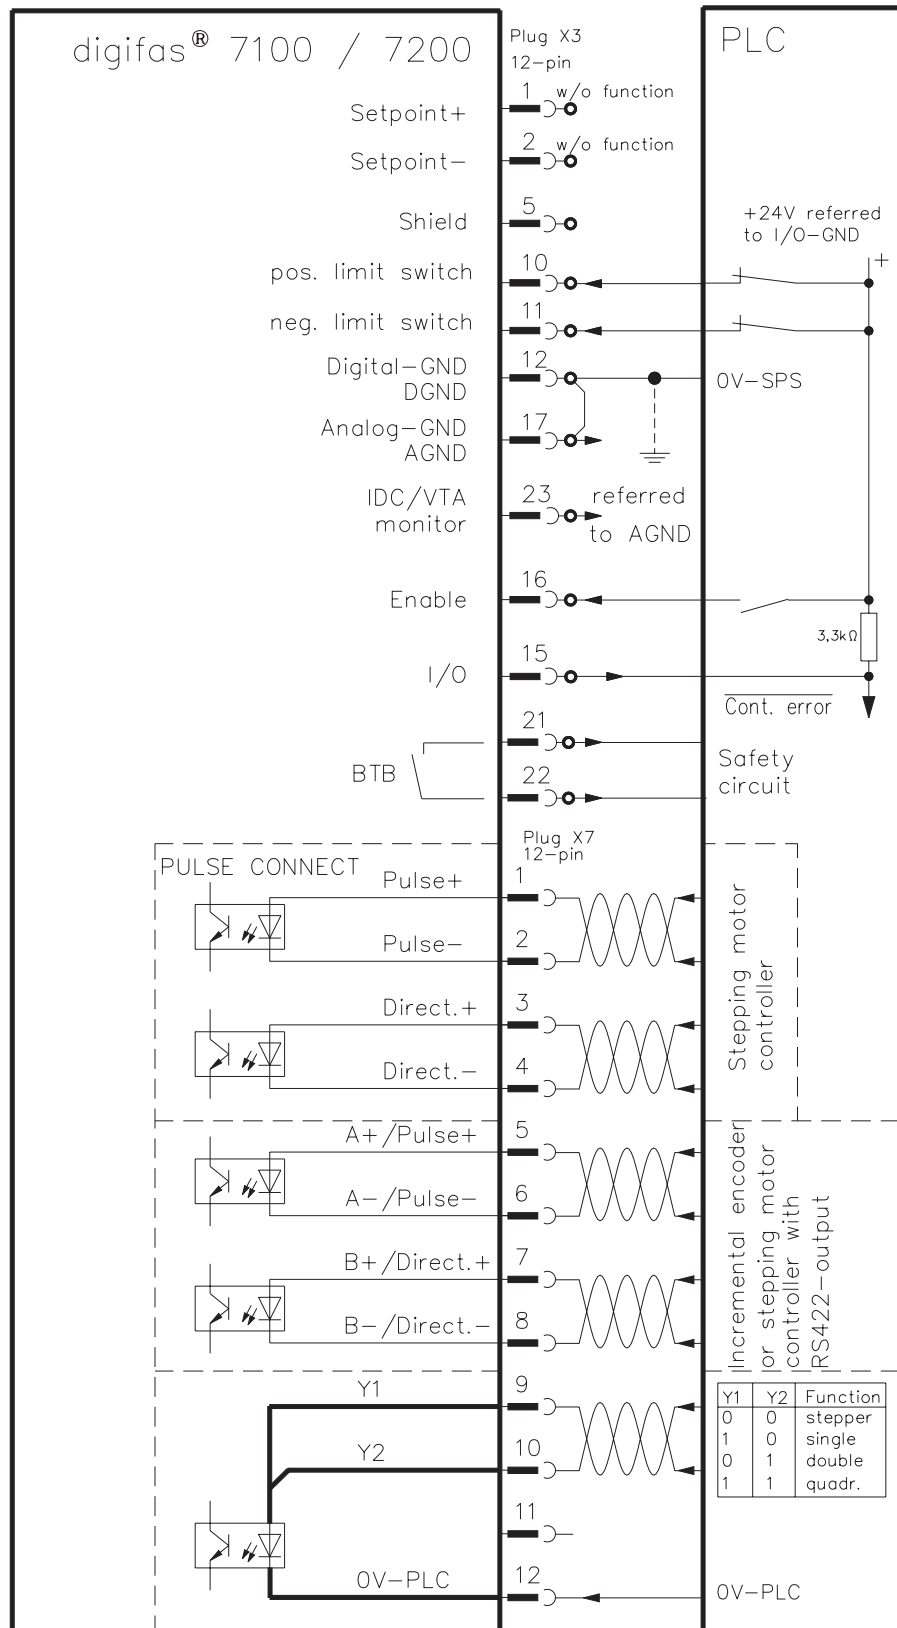 digifas® 7100 / 7200
Plug X3
12-pin
PLC
Setpoint+
1
w/o function
Setpoint-
2
w/o function
Shield
5
+24V referred
to I/O-GND
+
pos. limit switch
10
neg. limit switch
11
Digital-GND
DGND
12
0V-SPS
Analog-GND
AGND
17
IDC/VTA
monitor
23
referred
to AGND
Enable
16
3,3kΩ
I/O
15
Cont. error
BTB
21
22
Safety
circuit
Plug X7
12-pin
PULSE CONNECT
Pulse+
1
Pulse-
2
Direct.+
3
Direct.-
4
Stepping motor
controller
A+/Pulse+
5
A-/Pulse-
6
B+/Direct.+
7
B-/Direct.-
8
Incremental encoder
or stepping motor
controller with
RS422-output
Y1
9
Y2
10
11
0V-PLC
12
0V-PLC
Y1 Y2 Function
0 0 stepper
1 0 single
0 1 double
1 1 quadr.